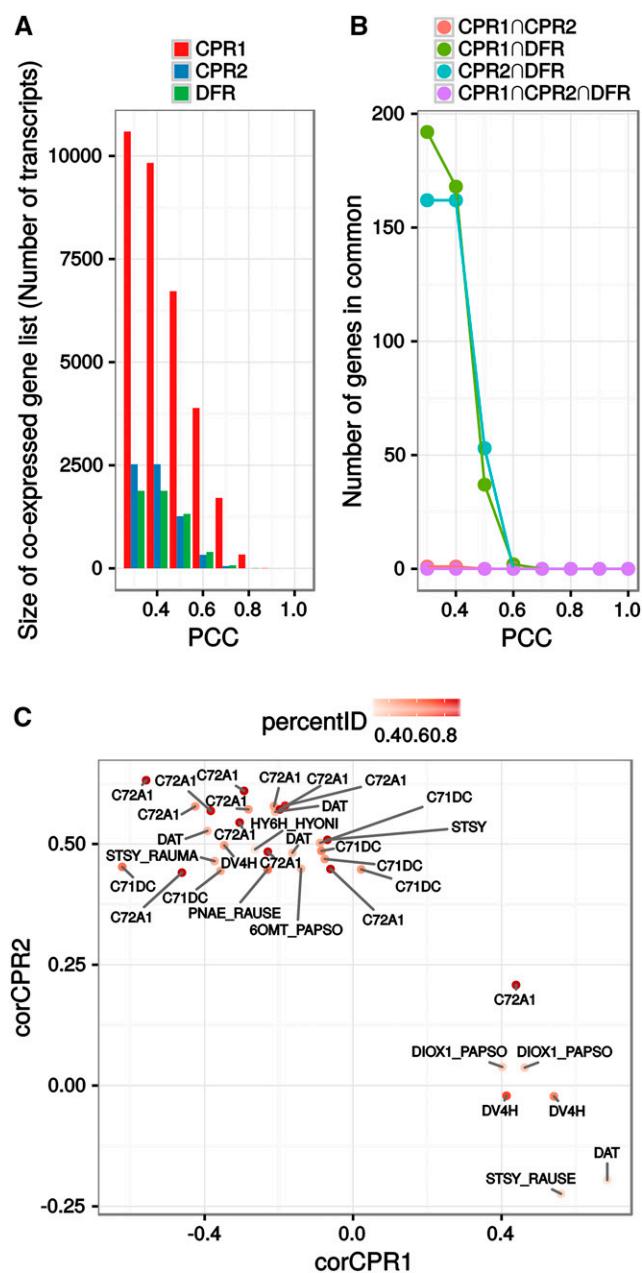 A
CPR1
CPR2
DFR
Size of co-expressed gene list (Number of transcripts)
10000
7500
5000
2500
0
0.4 0.6 0.8 1.0
PCC
B
CPR1∩CPR2
CPR1∩DFR
CPR2∩DFR
CPR1∩CPR2∩DFR
Number of genes in common
200
150
100
50
0
0.4 0.6 0.8 1.0
PCC
C
percentID
0.40.60.8
corCPR2
0.50
0.25
0.00
-0.25
C72A1 C72A1 C72A1 C72A1 C72A1 C72A1
C72A1 C72A1 DAT C71DC
DAT C72A1 HY6H_HYONI STSY
STSY_RAUMA DV4H C72A1 DAT C71DC
C71DC C71DC C71DC
C72A1 C71DC PNAE_RAUSE C72A1
6OMT_PAPSO
C72A1
DIOX1_PAPSO DIOX1_PAPSO
DV4H DV4H
DAT
STSY_RAUSE
-0.4 0.0 0.4
corCPR1